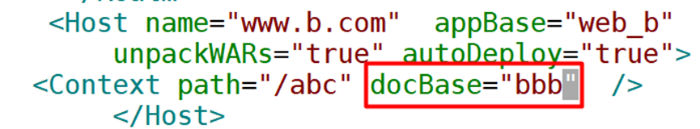 <Host name="www.b.com"  appBase="web_b"
unpackWARs="true" autoDeploy="true">
<Context path="/abc" docBase="bbb"  />
</Host>